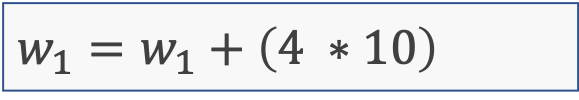 w₁ = w₁ + (4 * 10)